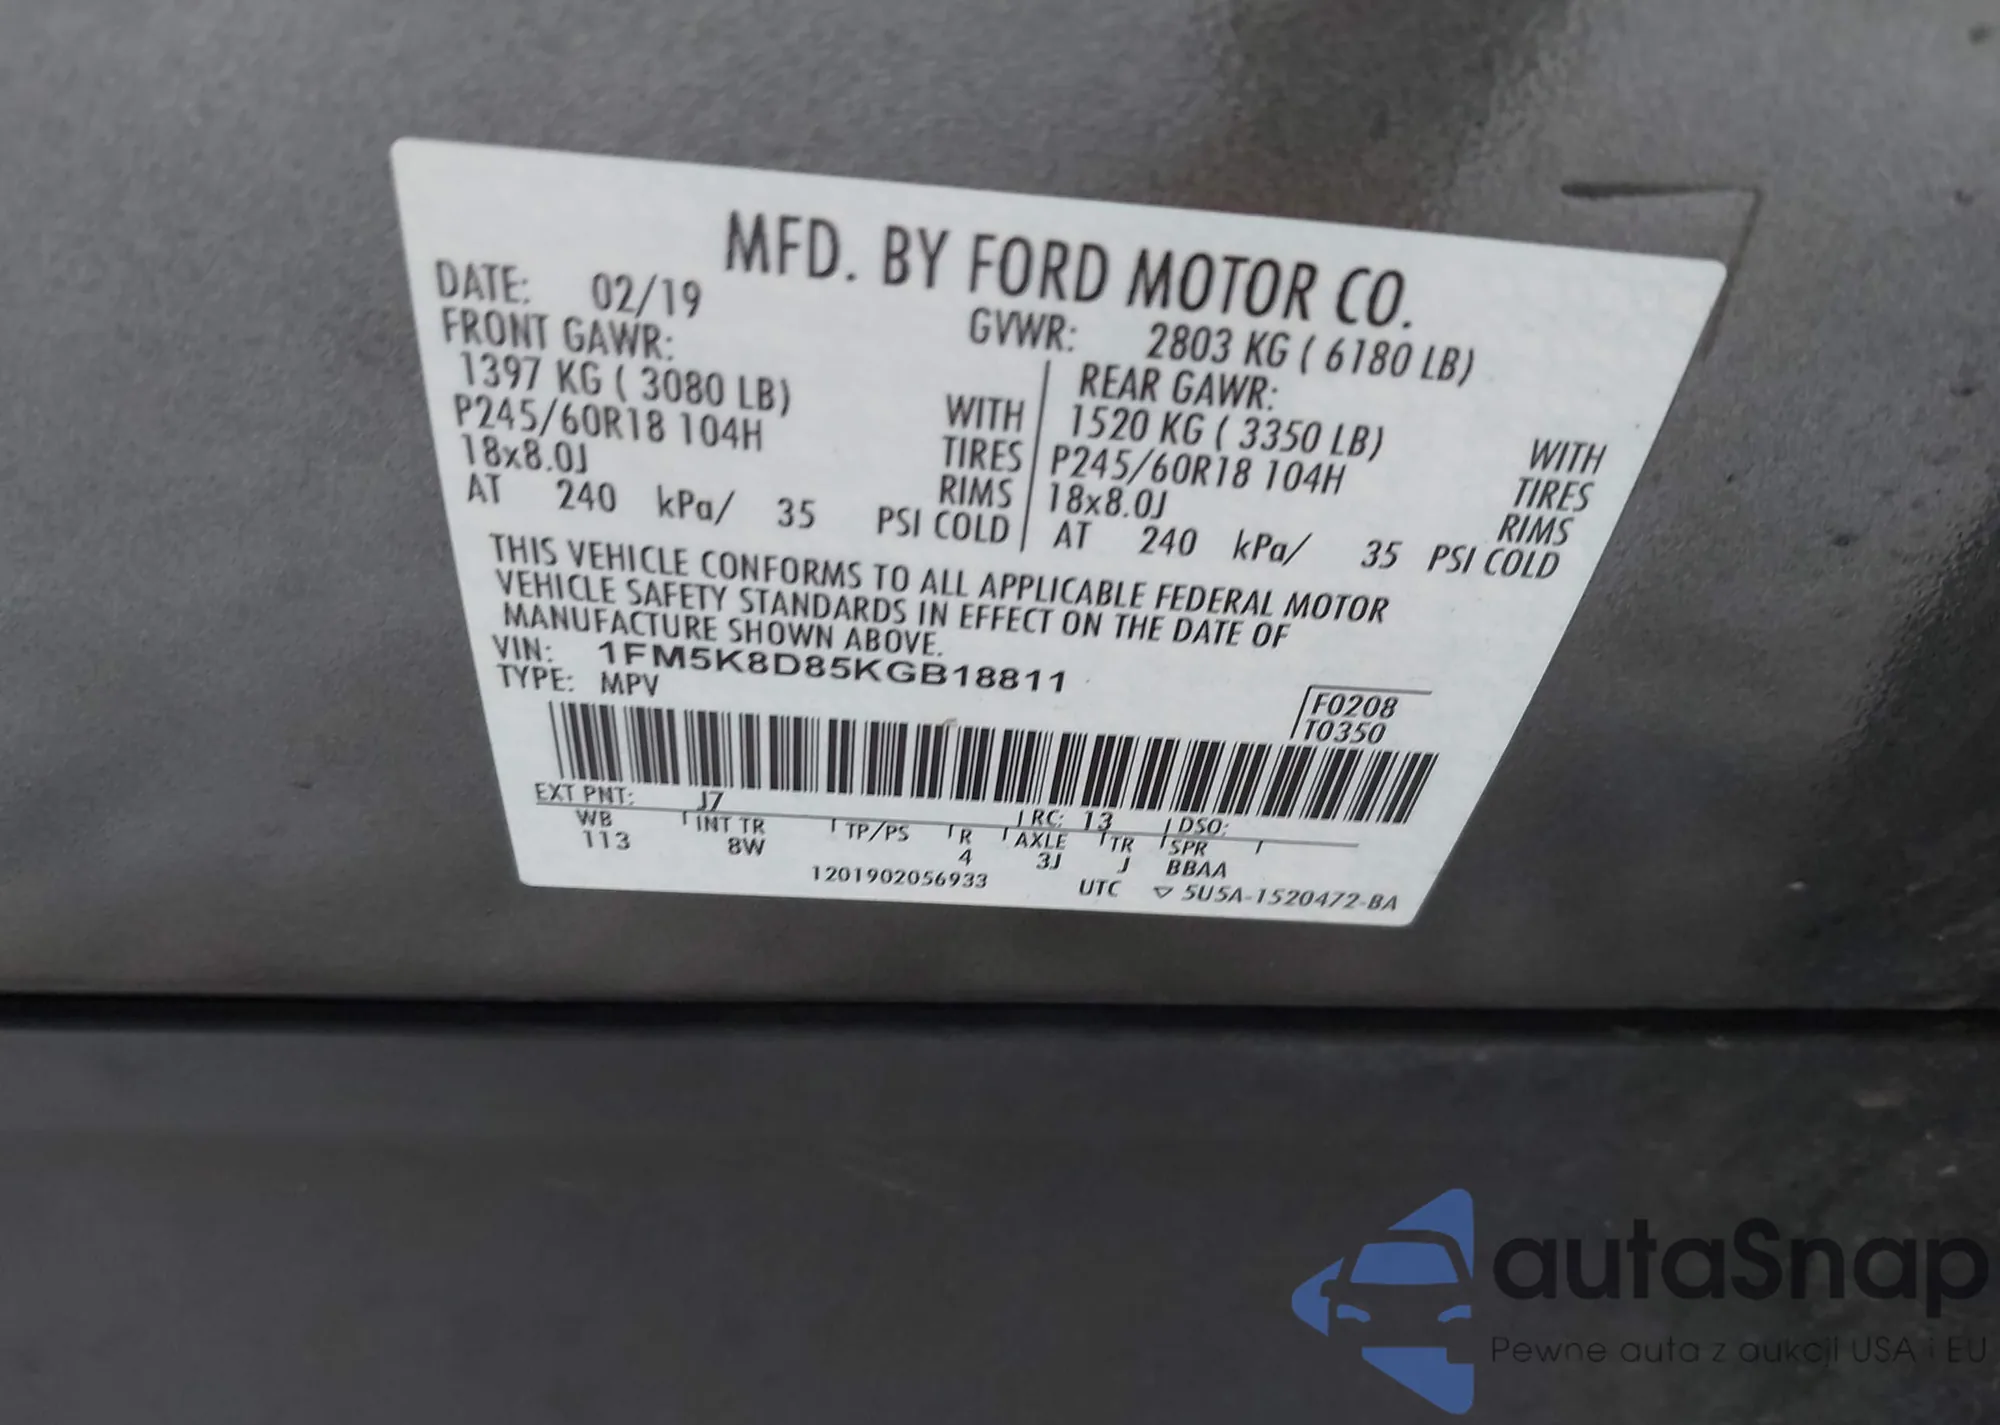 MFD. BY FORD MOTOR CO.
DATE: 02/19 GVWR: 2803 KG ( 6180 LB)
FRONT GAWR: REAR GAWR:
1397 KG ( 3080 LB) WITH 1520 KG ( 3350 LB) WITH
P245/60R18 104H TIRES P245/60R18 104H TIRES
18x8.0J RIMS 18x8.0J RIMS
AT 240 kPa/ 35 PSI COLD AT 240 kPa/ 35 PSI COLD
THIS VEHICLE CONFORMS TO ALL APPLICABLE FEDERAL MOTOR
VEHICLE SAFETY STANDARDS IN EFFECT ON THE DATE OF
MANUFACTURE SHOWN ABOVE.
VIN: 1FM5K8D85KGB18811
TYPE: MPV
F0208
T0350
EXT PNT: J7 RC: 13 DSO:
WB INT TR TP/PS R AXLE TR SPR
113 8W 4 3J J BBAA
1201902056933 UTC ▽ 5U5A-1520472-BA
autaSnap
Pewne auta z aukcji USA i EU